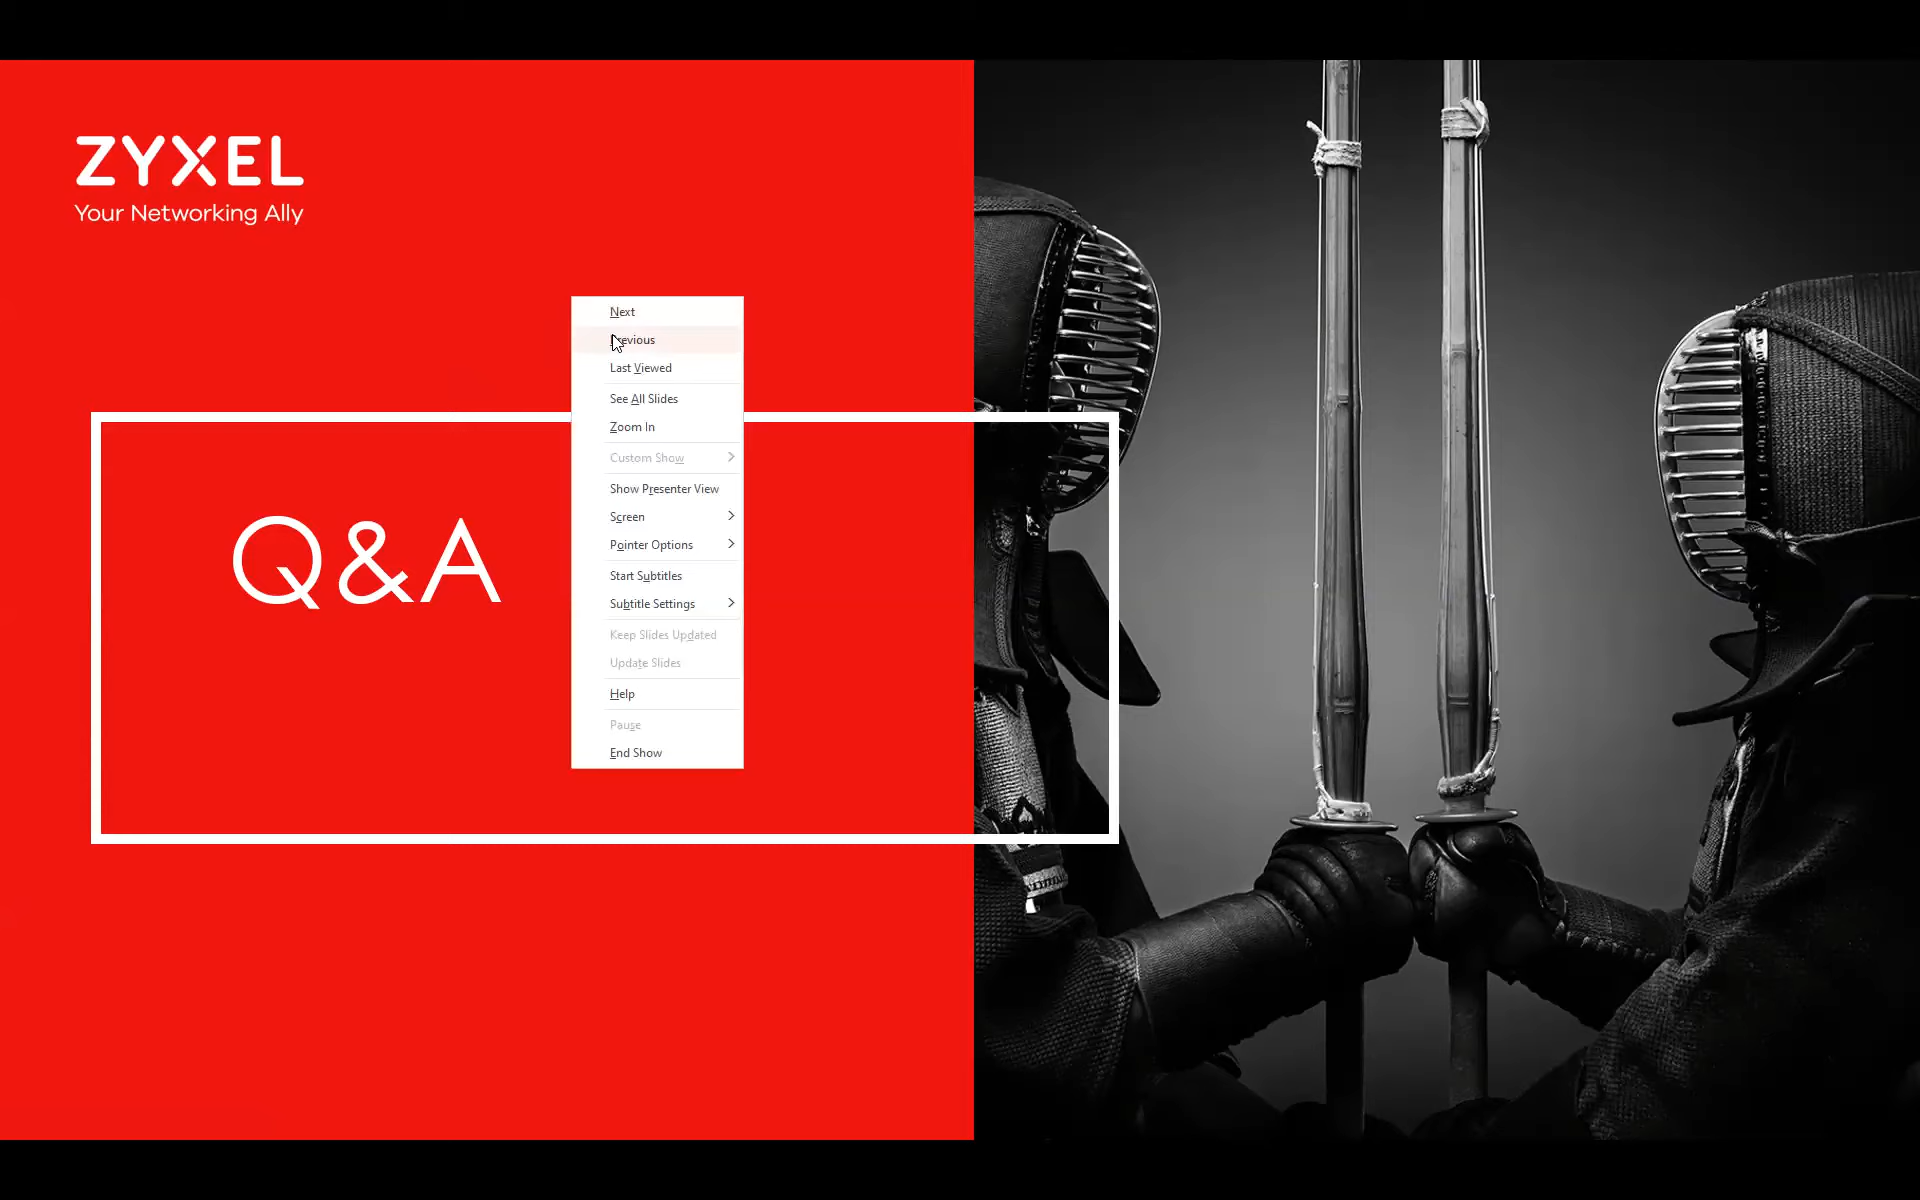 ZYXEL
Your Networking Ally
Q&A
Next
Previous
Last Viewed
See All Slides
Zoom In
Custom Show
Show Presenter View
Screen
Pointer Options
Start Subtitles
Subtitle Settings
Keep Slides Updated
Update Slides
Help
Pause
End Show